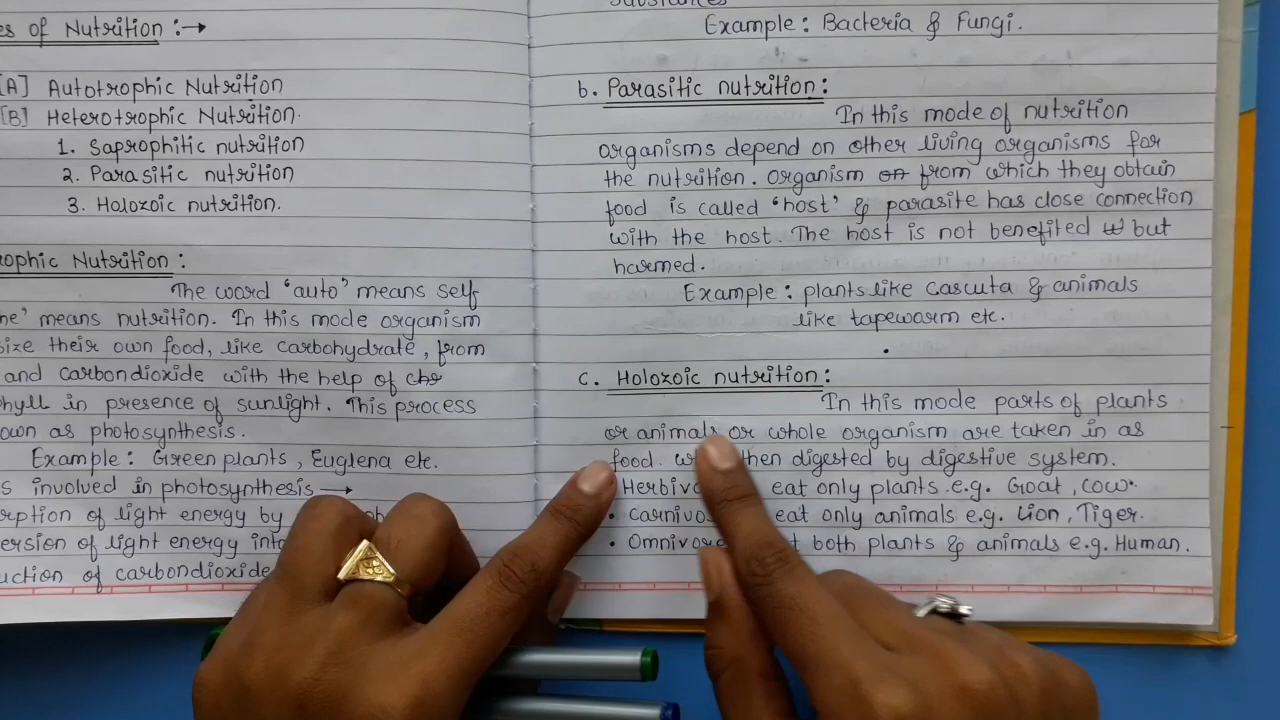 es of Nutrition :→
[A] Autotrophic Nutrition
[B] Heterotrophic Nutrition.
1. Saprophitic nutrition
2. Parasitic nutrition
3. Holozoic nutrition.
ophic Nutrition :
The word 'auto' means self
he' means nutrition. In this mode organism
size their own food, like carbohydrate, from
and carbondioxide with the help of cho
hyll in presence of sunlight. This process
own as photosynthesis.
Example : Green plants, Euglena etc.
s involved in photosynthesis →
rption of light energy by
ersion of light energy into
uction of carbondioxide
Substances
Example : Bacteria & Fungi.
b. Parasitic nutrition :
In this mode of nutrition
organisms depend on other living organisms for
the nutrition. organism from which they obtain
food is called 'host' & parasite has close connection
with the host. The host is not benefited but
harmed.
Example : plants like cascuta & animals
like tapeworm etc.
c. Holozoic nutrition :
In this mode parts of plants
or animals or whole organism are taken in as
food. then digested by digestive system.
Herbivo eat only plants. e.g. Goat, cow.
• Carnivo eat only animals e.g. Lion, Tiger.
• Omnivore both plants & animals e.g. Human.